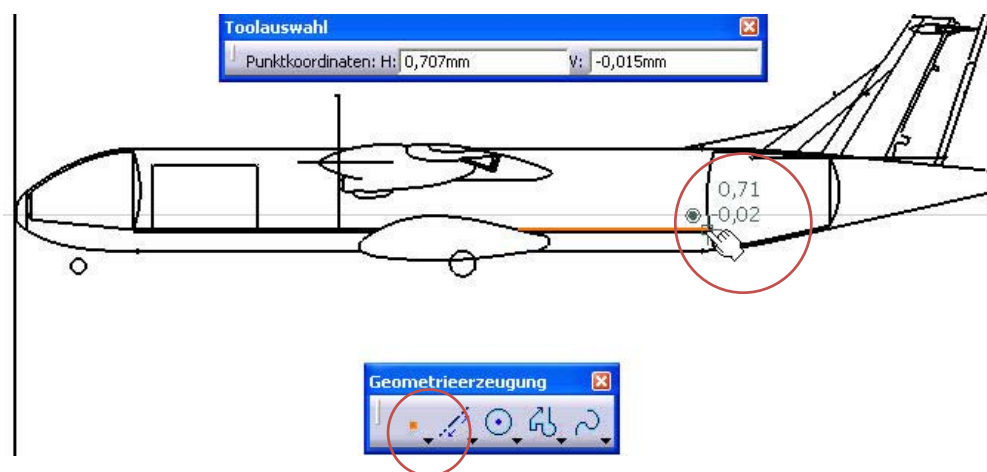 Toolauswahl
Punktkoordinaten: H: 0,707mm V: -0,015mm
0,71
-0,02
Geometrieerzeugung